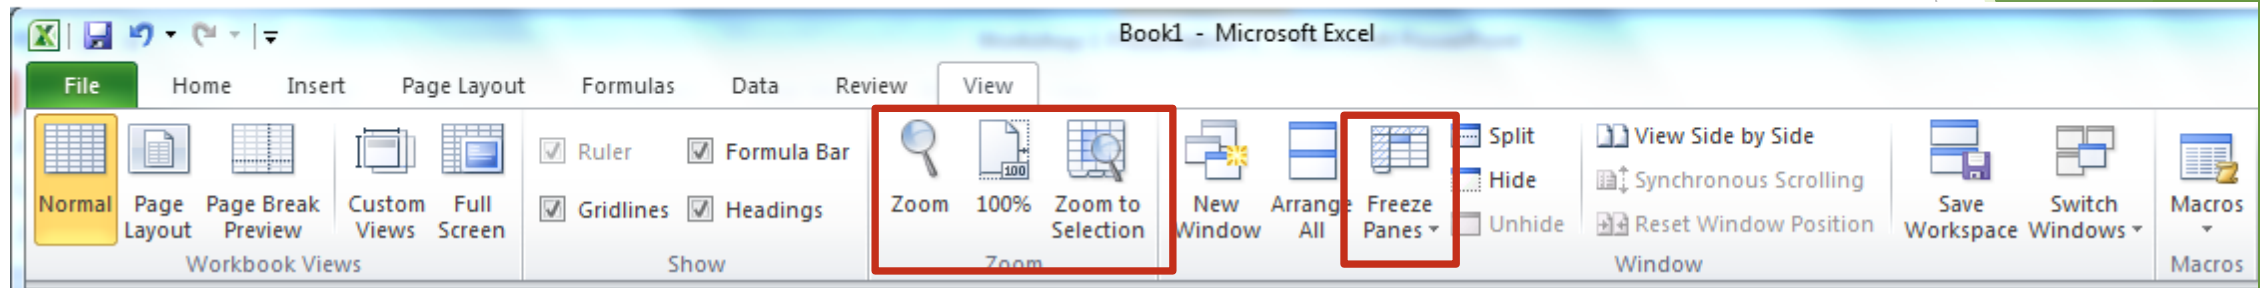 Book1 - Microsoft Excel
File Home Insert Page Layout Formulas Data Review View
Normal
Page Layout
Page Break Preview
Custom Views
Full Screen
Workbook Views
Ruler
Formula Bar
Gridlines
Headings
Show
Zoom
100
100%
Zoom to Selection
Zoom
New Window
Arrange All
Freeze Panes
Split
Hide
Unhide
View Side by Side
Synchronous Scrolling
Reset Window Position
Save Workspace
Switch Windows
Window
Macros
Macros